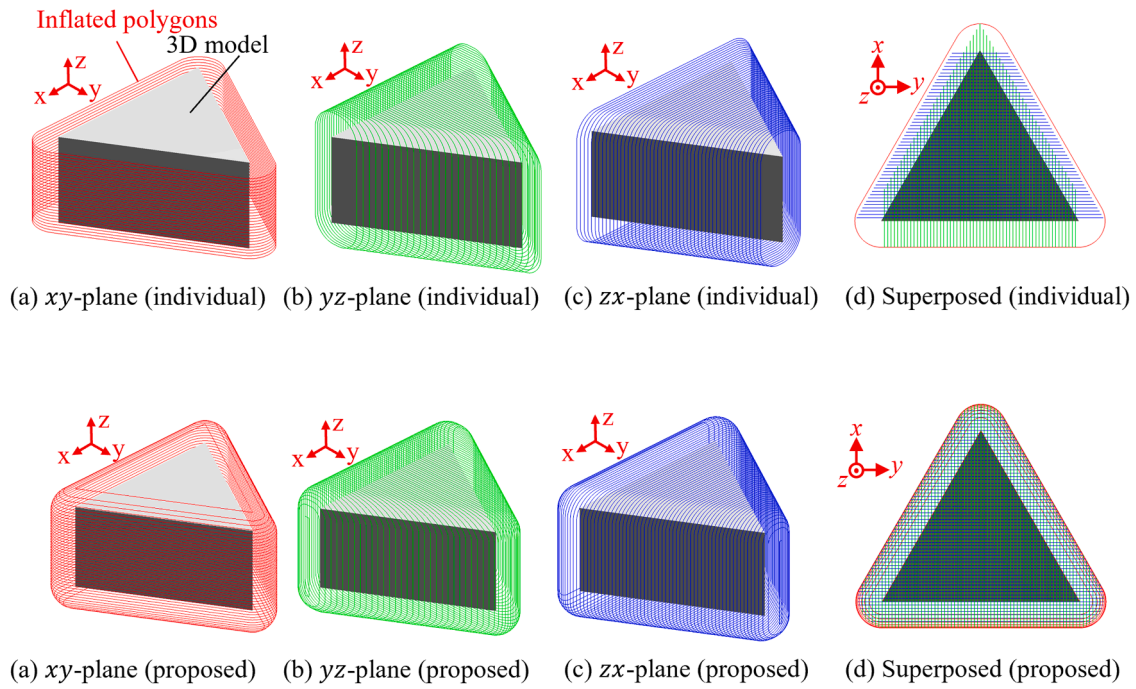 Inflated polygons
3D model
z
x y
z
x y
z
x y
x
z y
(a) xy-plane (individual)
(b) yz-plane (individual)
(c) zx-plane (individual)
(d) Superposed (individual)
z
x y
z
x y
z
x y
x
z y
(a) xy-plane (proposed)
(b) yz-plane (proposed)
(c) zx-plane (proposed)
(d) Superposed (proposed)